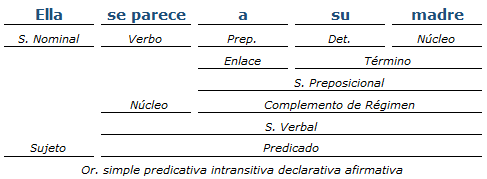 Ella se parece a su madre
S. Nominal Verbo Prep. Det. Núcleo
Enlace Término
S. Preposicional
Núcleo Complemento de Régimen
S. Verbal
Sujeto Predicado
Or. simple predicativa intransitiva declarativa afirmativa